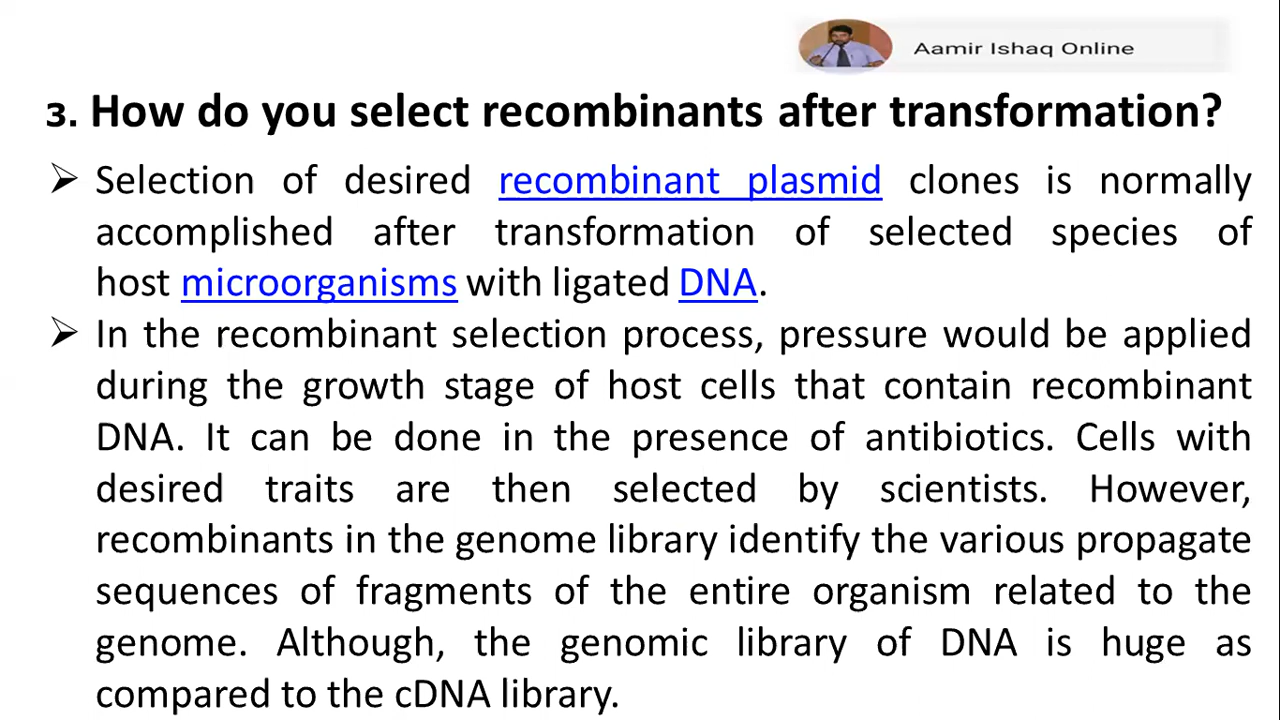 Aamir Ishaq Online
3. How do you select recombinants after transformation?
➢ Selection of desired recombinant plasmid clones is normally
accomplished after transformation of selected species of
host microorganisms with ligated DNA.
➢ In the recombinant selection process, pressure would be applied
during the growth stage of host cells that contain recombinant
DNA. It can be done in the presence of antibiotics. Cells with
desired traits are then selected by scientists. However,
recombinants in the genome library identify the various propagate
sequences of fragments of the entire organism related to the
genome. Although, the genomic library of DNA is huge as
compared to the cDNA library.